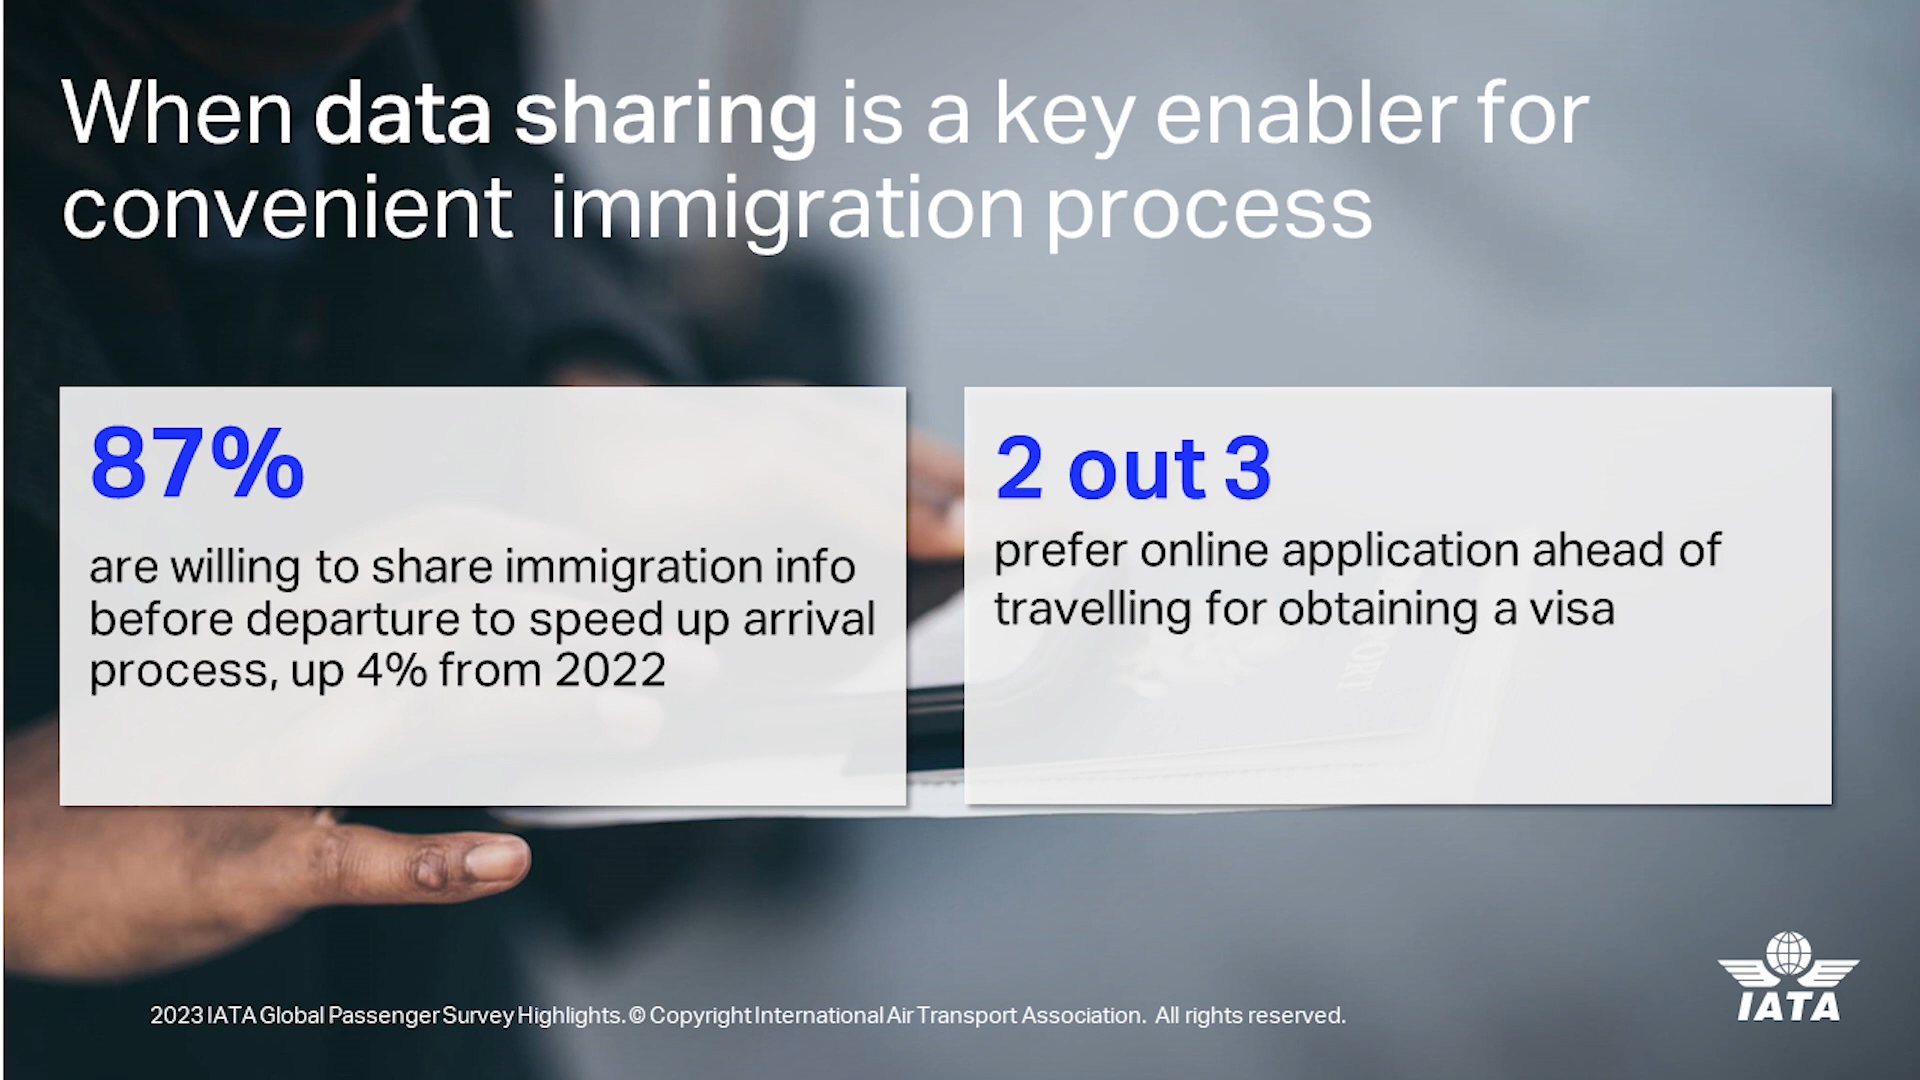 When data sharing is a key enabler for
convenient immigration process
87%
are willing to share immigration info
before departure to speed up arrival
process, up 4% from 2022
2 out 3
prefer online application ahead of
travelling for obtaining a visa
2023 IATA Global Passenger Survey Highlights. © Copyright International Air Transport Association. All rights reserved.
IATA